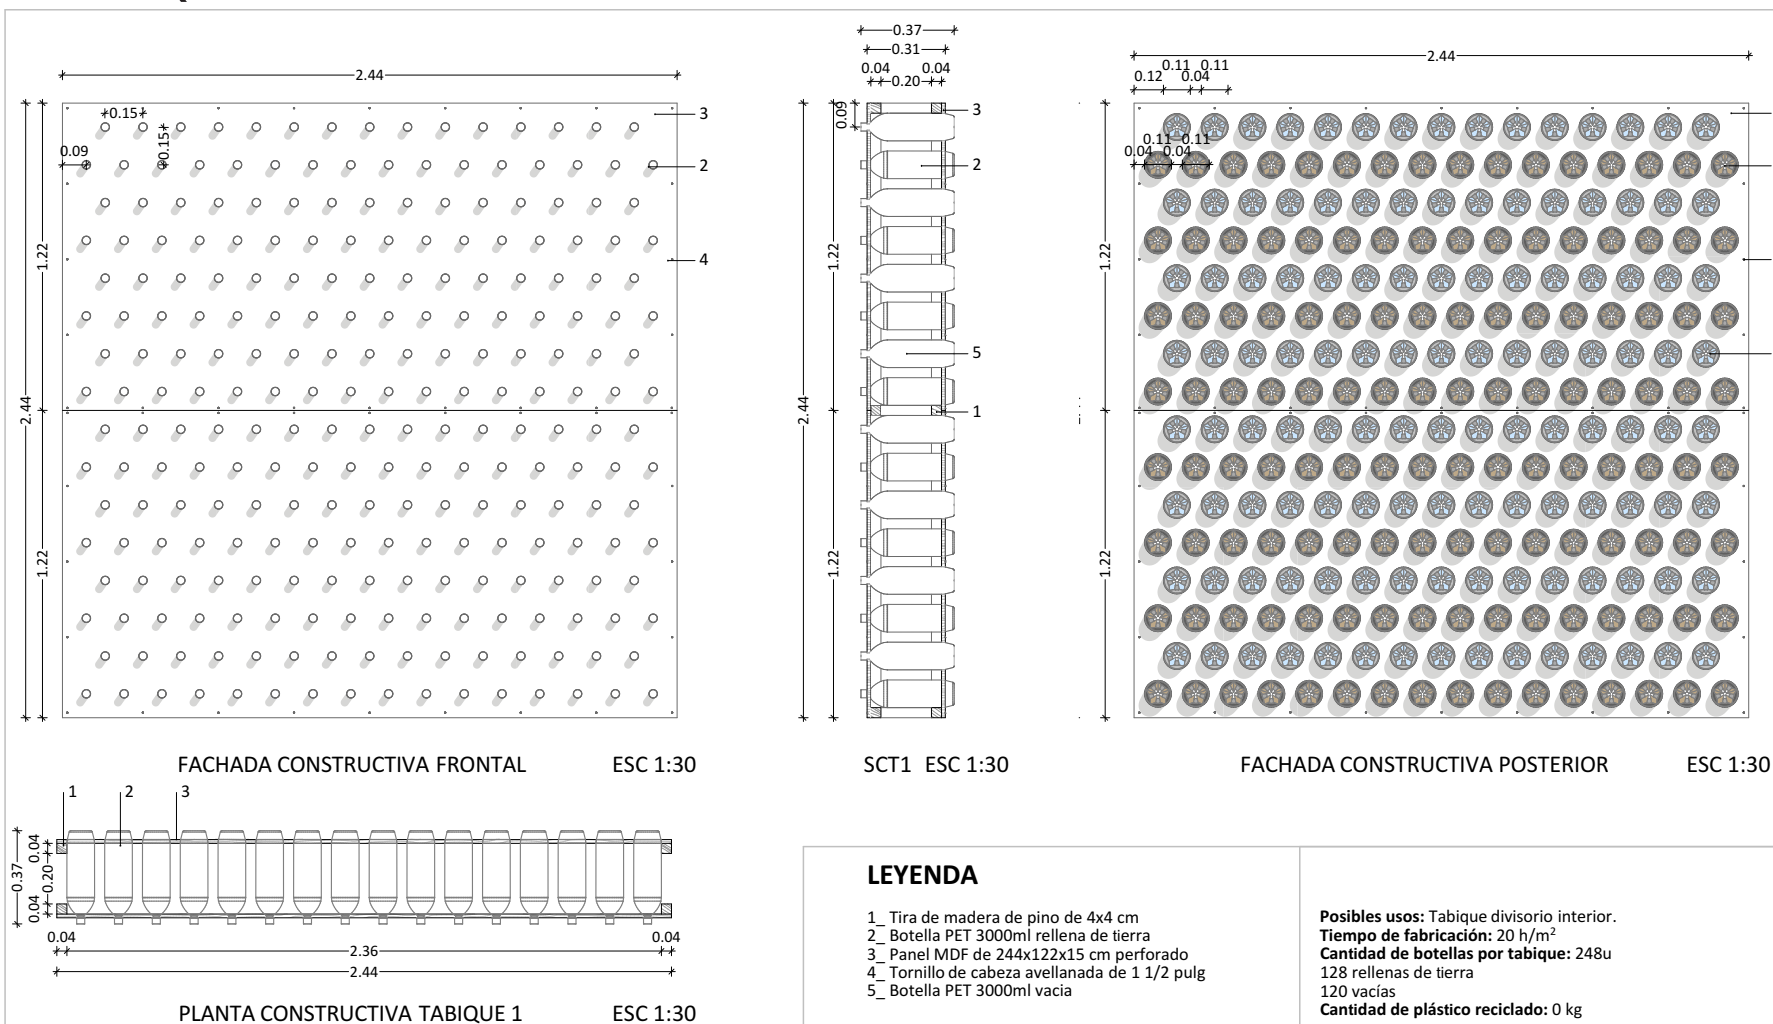 2.44
0.15
0.15
0.09
3
2
4
1.22
2.44
1.22
FACHADA CONSTRUCTIVA FRONTAL ESC 1:30
0.37
0.31
0.04 0.04
0.20
0.09
3
2
1.22
5
2.44
1
1.22
SCT1 ESC 1:30
2.44
0.11 0.11
0.12 0.04
0.11 0.11
0.04 0.04
1.22
1.22
FACHADA CONSTRUCTIVA POSTERIOR ESC 1:30
1 2 3
0.04
0.37
0.20
0.04
0.04 2.36 0.04
2.44
PLANTA CONSTRUCTIVA TABIQUE 1 ESC 1:30
LEYENDA
1_ Tira de madera de pino de 4x4 cm
2_ Botella PET 3000ml rellena de tierra
3_ Panel MDF de 244x122x15 cm perforado
4_ Tornillo de cabeza avellanada de 1 1/2 pulg
5_ Botella PET 3000ml vacia
Posibles usos: Tabique divisorio interior.
Tiempo de fabricación: 20 h/m²
Cantidad de botellas por tabique: 248u
128 rellenas de tierra
120 vacías
Cantidad de plástico reciclado: 0 kg